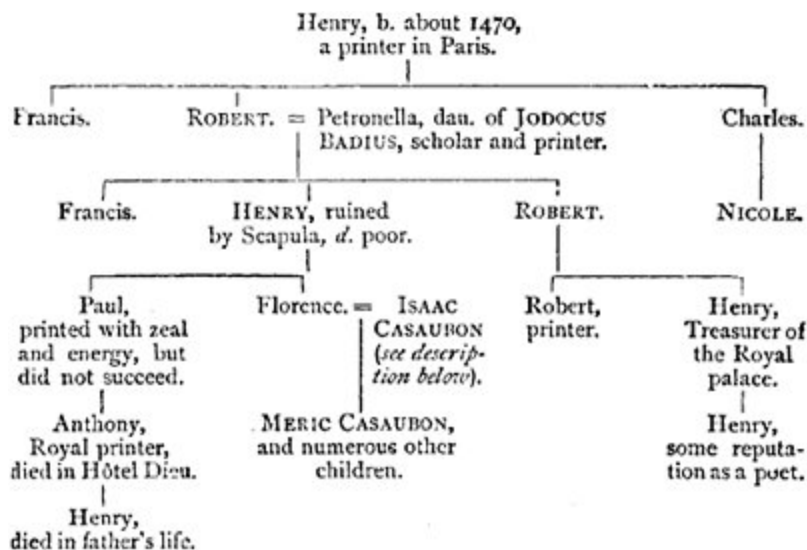 Henry, b. about 1470,
a printer in Paris.
Francis.
ROBERT. = Petronella, dau. of JODOCUS
BADIUS, scholar and printer.
Charles.
Francis.
HENRY, ruined
by Scapula, d. poor.
ROBERT.
NICOLE.
Paul,
printed with zeal
and energy, but
did not succeed.
Florence. = ISAAC
CASAUBON
(see descrip-
tion below).
Robert,
printer.
Henry,
Treasurer of
the Royal
palace.
Anthony,
Royal printer,
died in Hôtel Dieu.
MERIC CASAUBON,
and numerous other
children.
Henry,
some reputa-
tion as a poet.
Henry,
died in father's life.